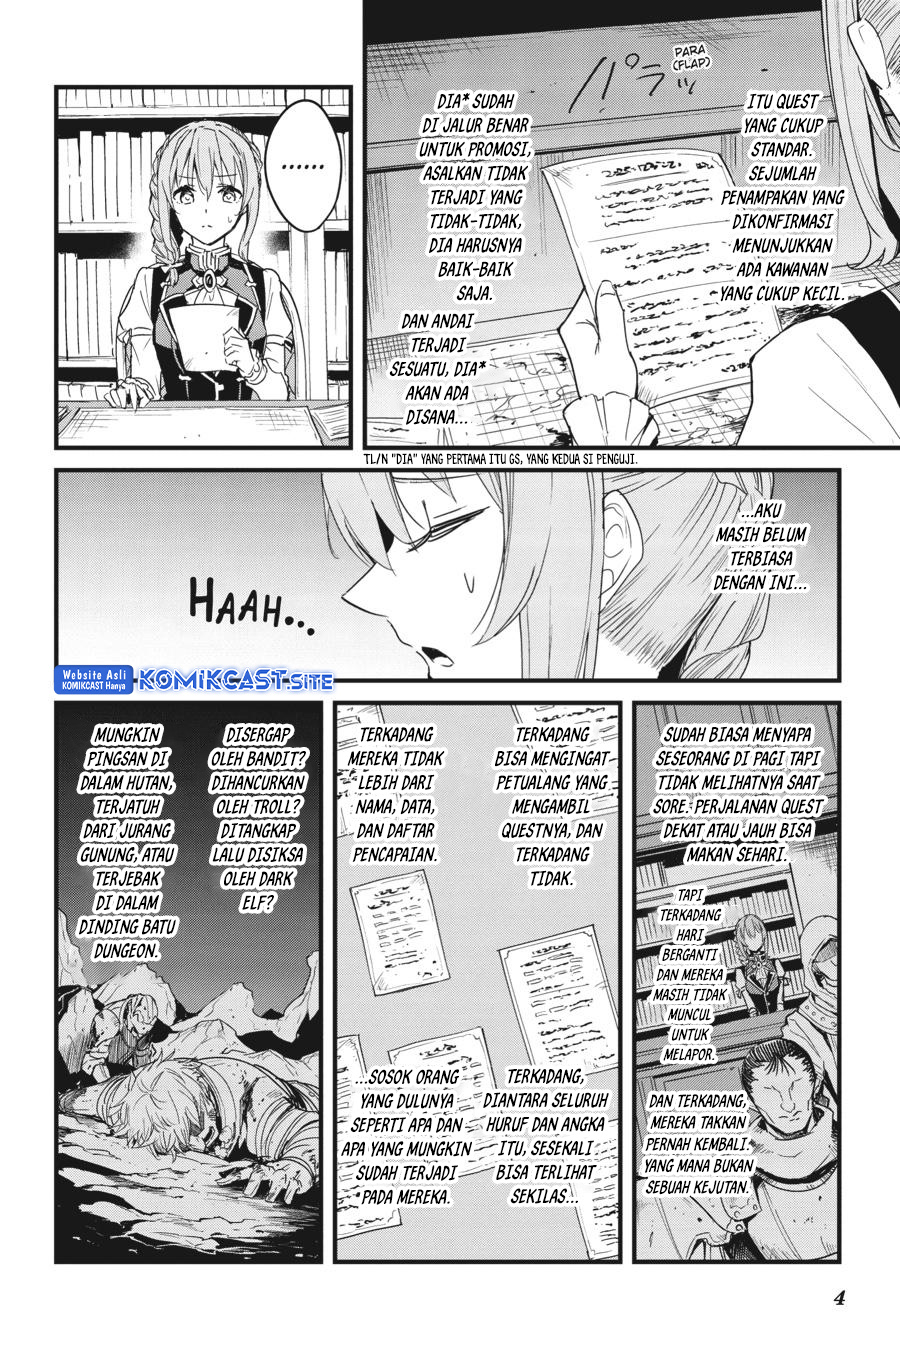 パラッ
PARA
(FLAP)
ITU QUEST
YANG CUKUP
STANDAR.
SEJUMLAH
PENAMPAKAN YANG
DIKONFIRMASI
MENUNJUKKAN
ADA KAWANAN
YANG CUKUP KECIL.
DIA* SUDAH
DI JALUR BENAR
UNTUK PROMOSI,
ASALKAN TIDAK
TERJADI YANG
TIDAK-TIDAK,
DIA HARUSNYA
BAIK-BAIK
SAJA.
DAN ANDAI
TERJADI
SESUATU, DIA*
AKAN ADA
DISANA...
......
TL/N "DIA" YANG PERTAMA ITU GS, YANG KEDUA SI PENGUJI.
...AKU
MASIH BELUM
TERBIASA
DENGAN INI...
HAAH...
Website Asli
KOMIKCAST Hanya
KOMIKCAST.SITE
SUDAH BIASA MENYAPA
SESEORANG DI PAGI TAPI
TIDAK MELIHATNYA SAAT
SORE. PERJALANAN QUEST
DEKAT ATAU JAUH BISA
MAKAN SEHARI.
TAPI
TERKADANG
HARI
BERGANTI
DAN MEREKA
MASIH TIDAK
MUNCUL
UNTUK
MELAPOR.
DAN TERKADANG,
MEREKA TAKKAN
PERNAH KEMBALI.
YANG MANA BUKAN
SEBUAH KEJUTAN.
TERKADANG
BISA MENGINGAT
PETUALANG YANG
MENGAMBIL
QUESTNYA, DAN
TERKADANG
TIDAK.
TERKADANG
MEREKA TIDAK
LEBIH DARI
NAMA, DATA,
DAN DAFTAR
PENCAPAIAN.
TERKADANG,
DIANTARA SELURUH
HURUF DAN ANGKA
ITU, SESEKALI
BISA TERLIHAT
SEKILAS...
...SOSOK ORANG
YANG DULUNYA
SEPERTI APA DAN
APA YANG MUNGKIN
SUDAH TERJADI
PADA MEREKA.
DISERGAP
OLEH BANDIT?
DIHANCURKAN
OLEH TROLL?
DITANGKAP
LALU DISIKSA
OLEH DARK
ELF?
MUNGKIN
PINGSAN DI
DALAM HUTAN,
TERJATUH
DARI JURANG
GUNUNG, ATAU
TERJEBAK
DI DALAM
DINDING BATU
DUNGEON.
4